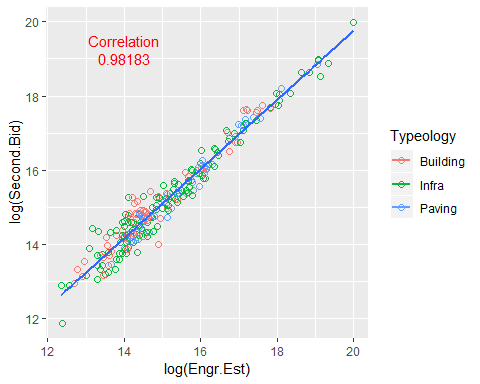 Correlation
0.98183
20
18
16
14
12
log(Second.Bid)
12
14
16
18
20
log(Engr.Est)
Typeology
Building
Infra
Paving